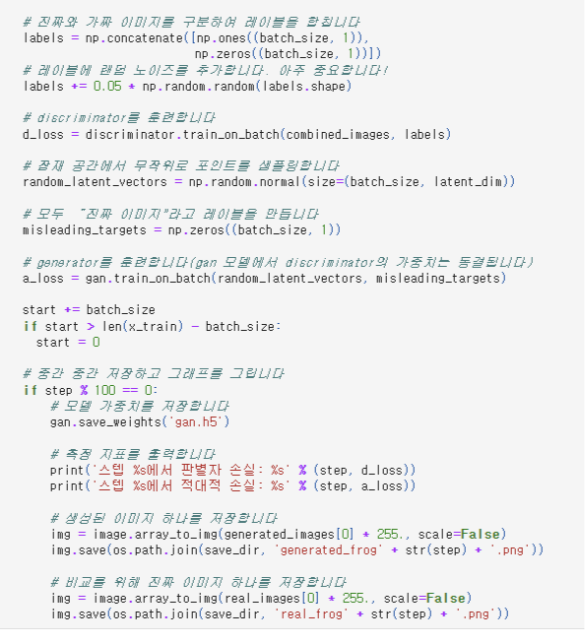 # 진짜와 가짜 이미지를 구분하여 레이블을 합칩니다
labels = np.concatenate([np.ones((batch_size, 1)),
np.zeros((batch_size, 1))])
# 레이블에 랜덤 노이즈를 추가합니다. 아주 중요합니다!
labels += 0.05 * np.random.random(labels.shape)
# discriminator를 훈련합니다
d_loss = discriminator.train_on_batch(combined_images, labels)
# 잠재 공간에서 무작위로 포인트를 샘플링합니다
random_latent_vectors = np.random.normal(size=(batch_size, latent_dim))
# 모두 "진짜 이미지"라고 레이블을 만듭니다
misleading_targets = np.zeros((batch_size, 1))
# generator를 훈련합니다(gan 모델에서 discriminator의 가중치는 동결됩니다)
a_loss = gan.train_on_batch(random_latent_vectors, misleading_targets)
start += batch_size
if start > len(x_train) - batch_size:
start = 0
# 중간 중간 저장하고 그래프를 그립니다
if step % 100 == 0:
# 모델 가중치를 저장합니다
gan.save_weights('gan.h5')
# 측정 지표를 출력합니다
print('스텝 %s에서 판별자 손실: %s' % (step, d_loss))
print('스텝 %s에서 적대적 손실: %s' % (step, a_loss))
# 생성된 이미지 하나를 저장합니다
img = image.array_to_img(generated_images[0] * 255., scale=False)
img.save(os.path.join(save_dir, 'generated_frog' + str(step) + '.png'))
# 비교를 위해 진짜 이미지 하나를 저장합니다
img = image.array_to_img(real_images[0] * 255., scale=False)
img.save(os.path.join(save_dir, 'real_frog' + str(step) + '.png'))